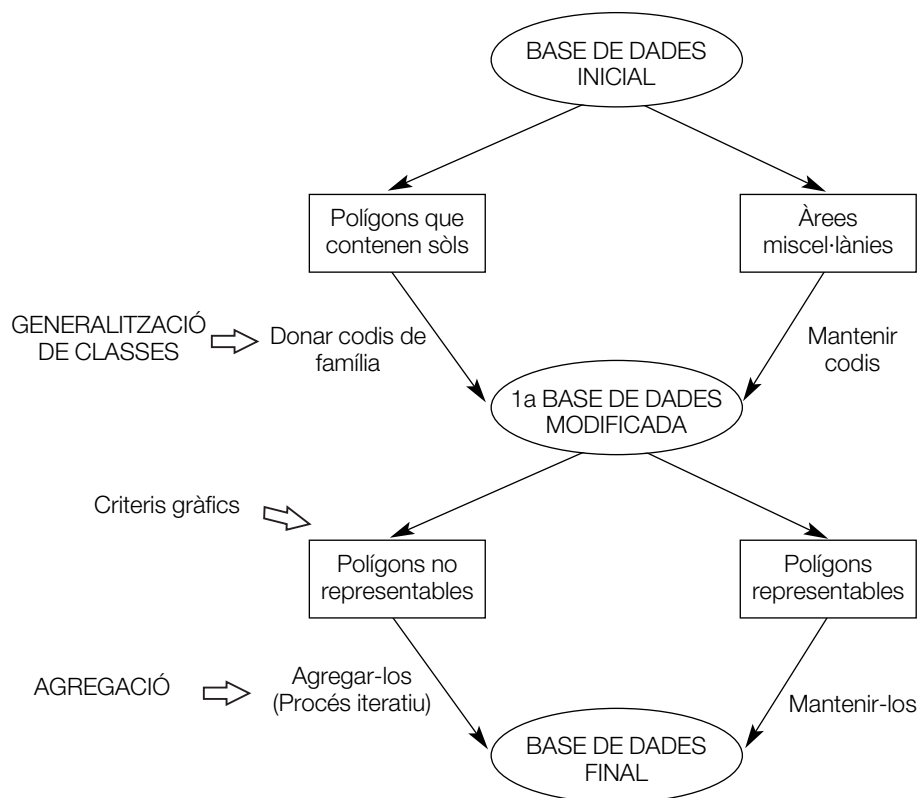 BASE DE DADES
INICIAL
Polígons que
contenen sòls
Àrees
miscel·lànies
GENERALITZACIÓ
DE CLASSES
Donar codis de
família
Mantenir
codis
1a BASE DE DADES
MODIFICADA
Criteris gràfics
Polígons no
representables
Polígons
representables
AGREGACIÓ
Agregar-los
(Procés iteratiu)
Mantenir-los
BASE DE DADES
FINAL